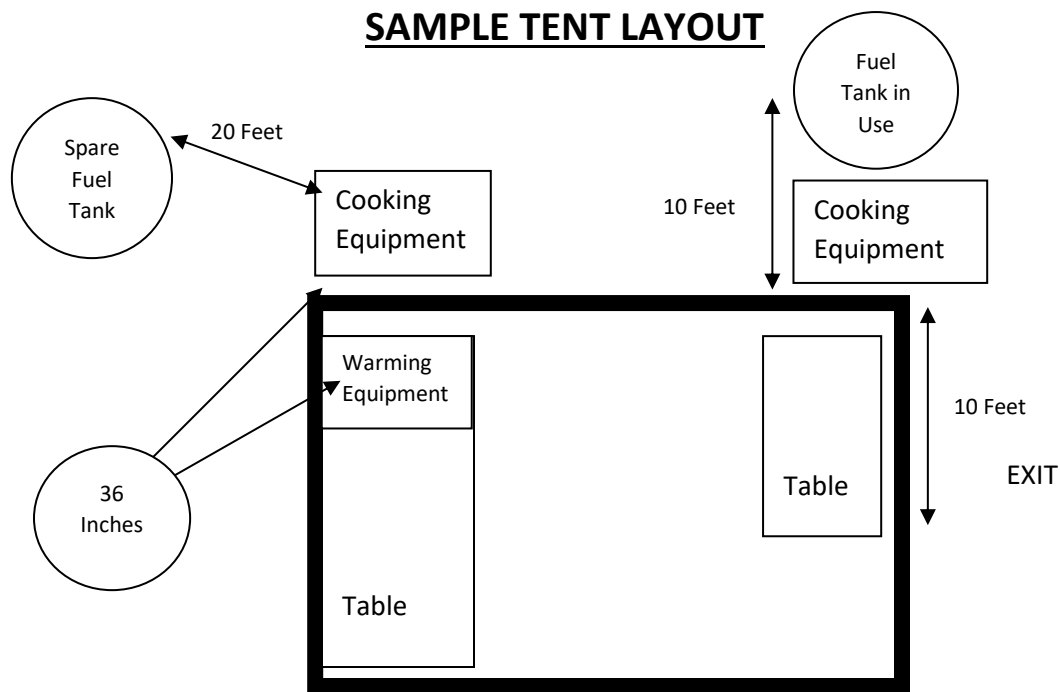 SAMPLE TENT LAYOUT
Fuel
Tank in
Use
Spare
Fuel
Tank
20 Feet
Cooking
Equipment
10 Feet
Cooking
Equipment
Warming
Equipment
10 Feet
EXIT
Table
36
Inches
Table